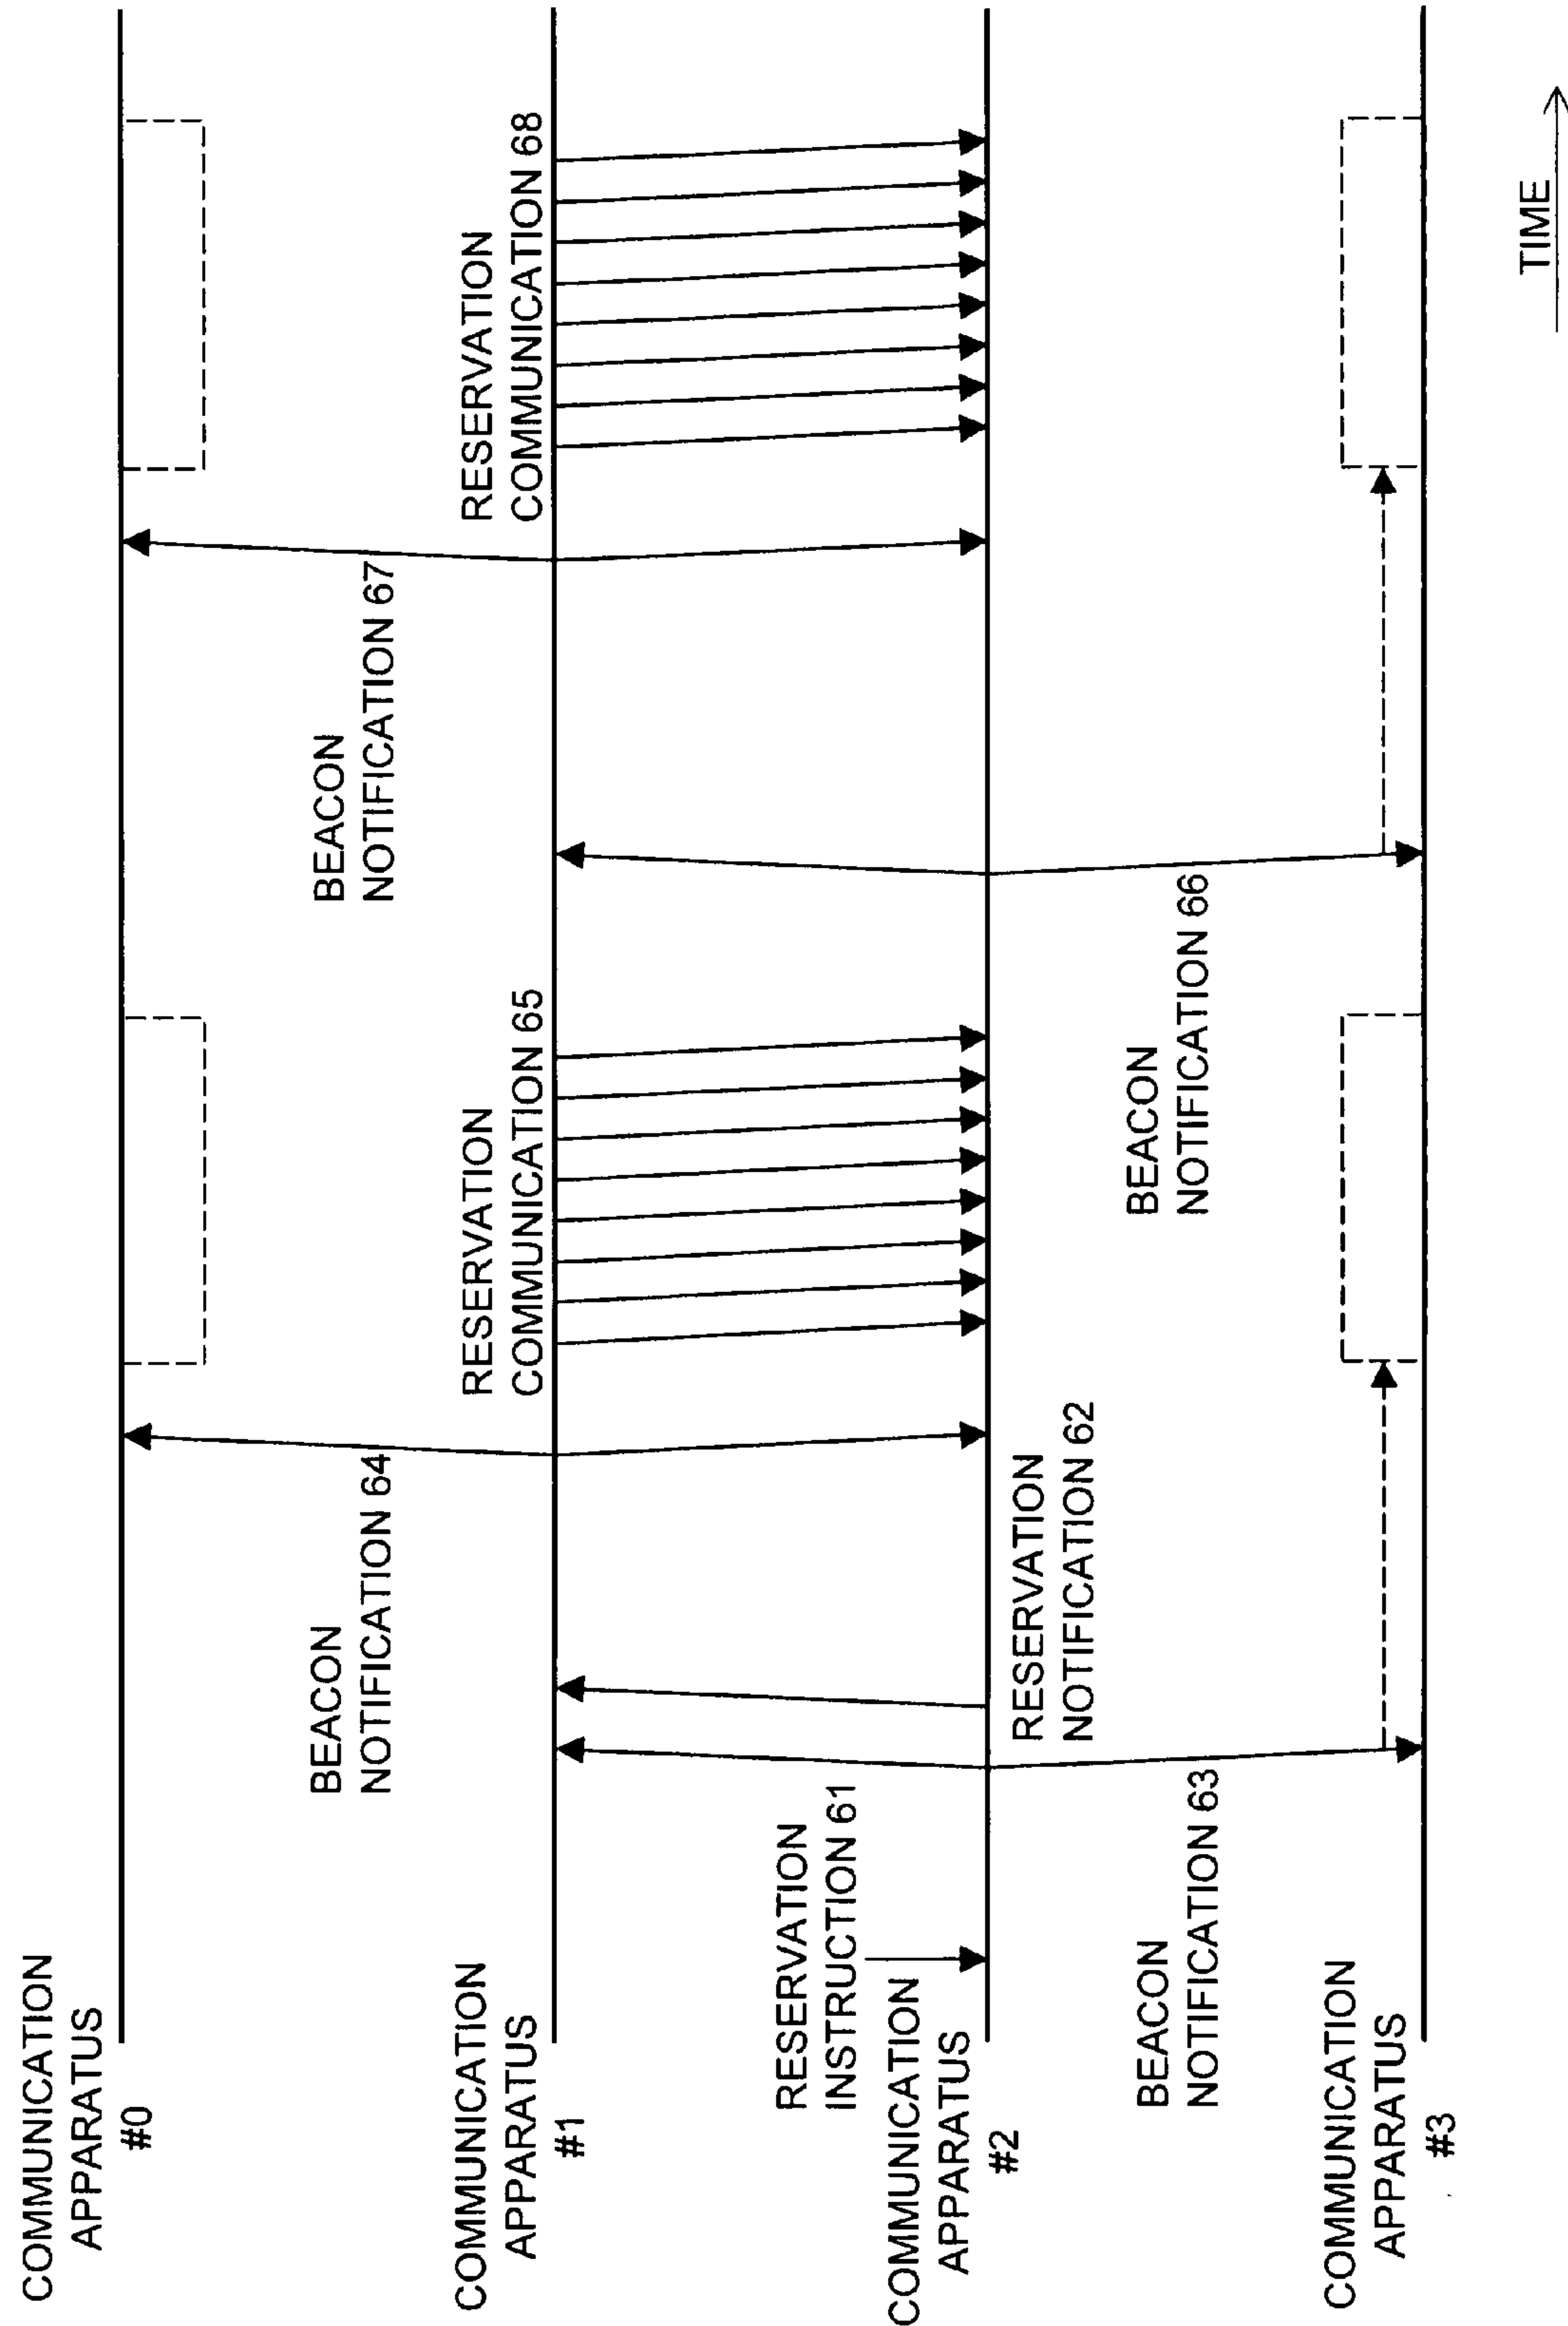 COMMUNICATION
APPARATUS
#0
COMMUNICATION
APPARATUS
#1
RESERVATION
INSTRUCTION 61
COMMUNICATION
APPARATUS
#2
BEACON
NOTIFICATION 63
COMMUNICATION
APPARATUS
#3
BEACON
NOTIFICATION 64
RESERVATION
NOTIFICATION 62
RESERVATION
COMMUNICATION 65
BEACON
NOTIFICATION 66
BEACON
NOTIFICATION 67
RESERVATION
COMMUNICATION 68
TIME